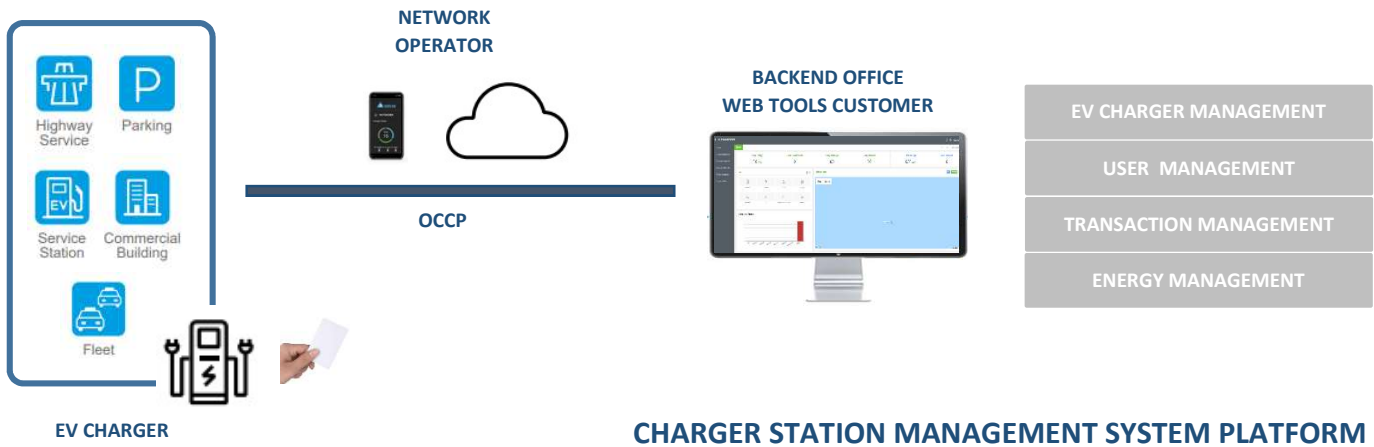 NETWORK
OPERATOR
P
Highway
Service
Parking
EV
Service
Station
Commercial
Building
Fleet
EV CHARGER
OCCP
BACKEND OFFICE
WEB TOOLS CUSTOMER
EV CHARGER MANAGEMENT
USER MANAGEMENT
TRANSACTION MANAGEMENT
ENERGY MANAGEMENT
CHARGER STATION MANAGEMENT SYSTEM PLATFORM